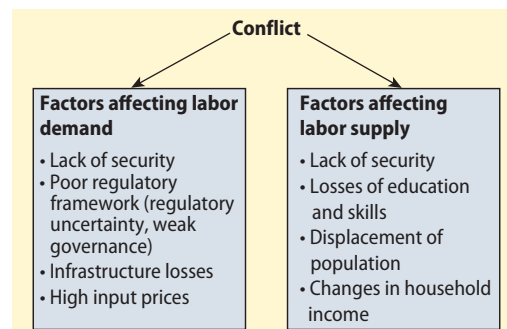 Conflict
Factors affecting labor
demand
• Lack of security
• Poor regulatory
framework (regulatory
uncertainty, weak
governance)
• Infrastructure losses
• High input prices
Factors affecting
labor supply
• Lack of security
• Losses of education
and skills
• Displacement of
population
• Changes in household
income